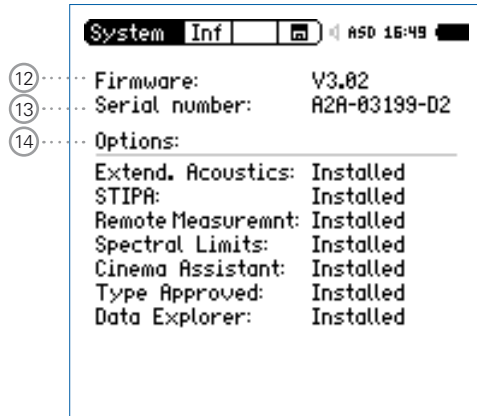 System Inf ASD 16:49
12 Firmware: V3.02
13 Serial number: A2A-03199-D2
14 Options:
Extend. Acoustics: Installed
STIPA: Installed
Remote Measuremnt: Installed
Spectral Limits: Installed
Cinema Assistant: Installed
Type Approved: Installed
Data Explorer: Installed